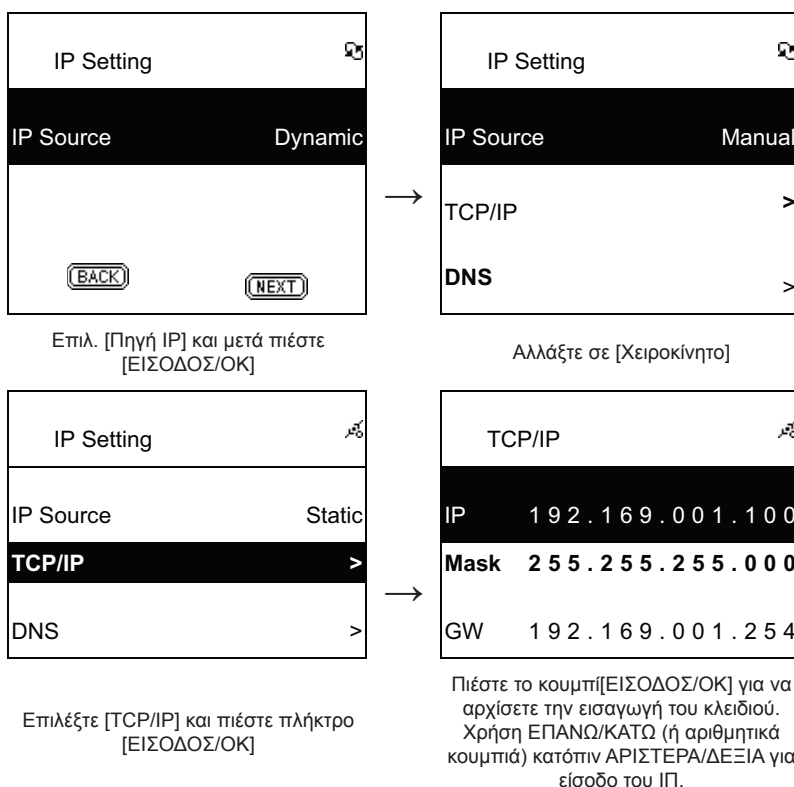 IP Setting
IP Source Dynamic
BACK NEXT
Επιλ. [Πηγή IP] και μετά πιέστε
[ΕΙΣΟΔΟΣ/OK]
→
IP Setting
IP Source Manual
TCP/IP >
DNS >
Αλλάξτε σε [Χειροκίνητο]
IP Setting
IP Source Static
TCP/IP >
DNS >
Επιλέξτε [TCP/IP] και πιέστε πλήκτρο
[ΕΙΣΟΔΟΣ/OK]
→
TCP/IP
IP 192.169.001.100
Mask 255.255.255.000
GW 192.169.001.254
Πιέστε το κουμπί[ΕΙΣΟΔΟΣ/OK] για να
αρχίσετε την εισαγωγή του κλειδιού.
Χρήση ΕΠΑΝΩ/ΚΑΤΩ (ή αριθμητικά
κουμπιά) κατόπιν ΑΡΙΣΤΕΡΑ/ΔΕΞΙΑ για
είσοδο του ΙΠ.